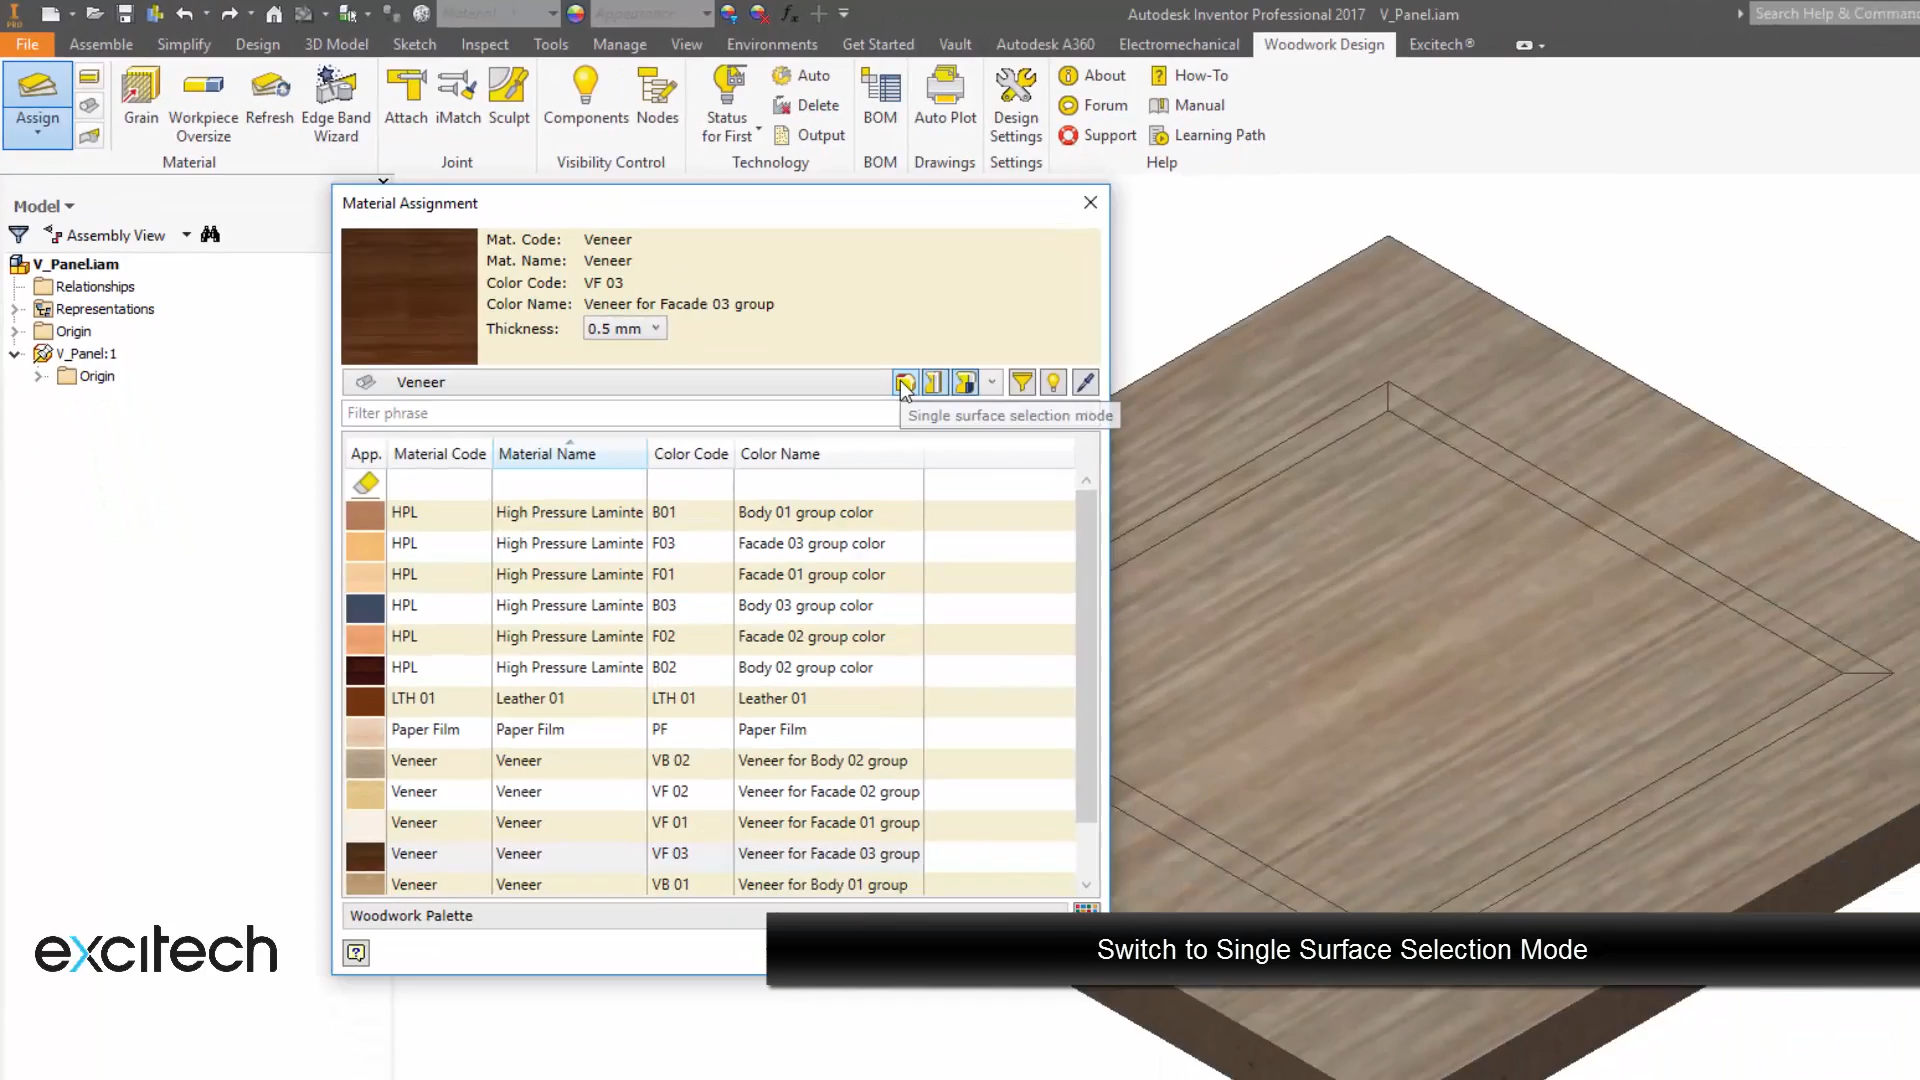 PRO
Material
Appearance
fx
Autodesk Inventor Professional 2017 V_Panel.iam
Search Help & Command
File Assemble Simplify Design 3D Model Sketch Inspect Tools Manage View Environments Get Started Vault Autodesk A360 Electromechanical Woodwork Design Excitech®
Assign
Grain
Workpiece Oversize
Refresh
Edge Band Wizard
Material
Attach iMatch Sculpt
Joint
Components Nodes
Visibility Control
Status for First
Auto
Delete
Output
Technology
BOM
BOM
Auto Plot
Drawings
Design Settings
Settings
About How-To
Forum Manual
Support Learning Path
Help
Model
Assembly View
V_Panel.iam
Relationships
Representations
Origin
V_Panel:1
Origin
Material Assignment
Mat. Code: Veneer
Mat. Name: Veneer
Color Code: VF 03
Color Name: Veneer for Facade 03 group
Thickness: 0.5 mm
Veneer
Filter phrase
Single surface selection mode
App. Material Code Material Name Color Code Color Name
HPL High Pressure Laminte B01 Body 01 group color
HPL High Pressure Laminte F03 Facade 03 group color
HPL High Pressure Laminte F01 Facade 01 group color
HPL High Pressure Laminte B03 Body 03 group color
HPL High Pressure Laminte F02 Facade 02 group color
HPL High Pressure Laminte B02 Body 02 group color
LTH 01 Leather 01 LTH 01 Leather 01
Paper Film Paper Film PF Paper Film
Veneer Veneer VB 02 Veneer for Body 02 group
Veneer Veneer VF 02 Veneer for Facade 02 group
Veneer Veneer VF 01 Veneer for Facade 01 group
Veneer Veneer VF 03 Veneer for Facade 03 group
Veneer Veneer VB 01 Veneer for Body 01 group
Woodwork Palette
excitech
Switch to Single Surface Selection Mode